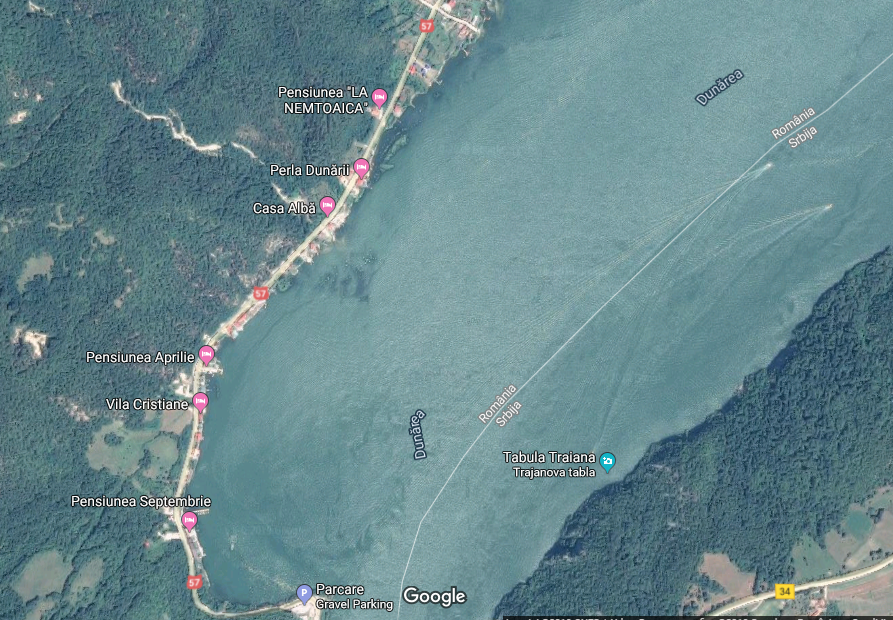 57
Dunărea
Pensiunea "LA
NEMTOAICA"
România
Srbija
Perla Dunării
Casa Albă
57
Pensiunea Aprilie
Vila Cristiane
România
Srbija
Dunărea
Tabula Traiana
Trajanova tabla
Pensiunea Septembrie
57
P
Parcare
Gravel Parking
Google
34